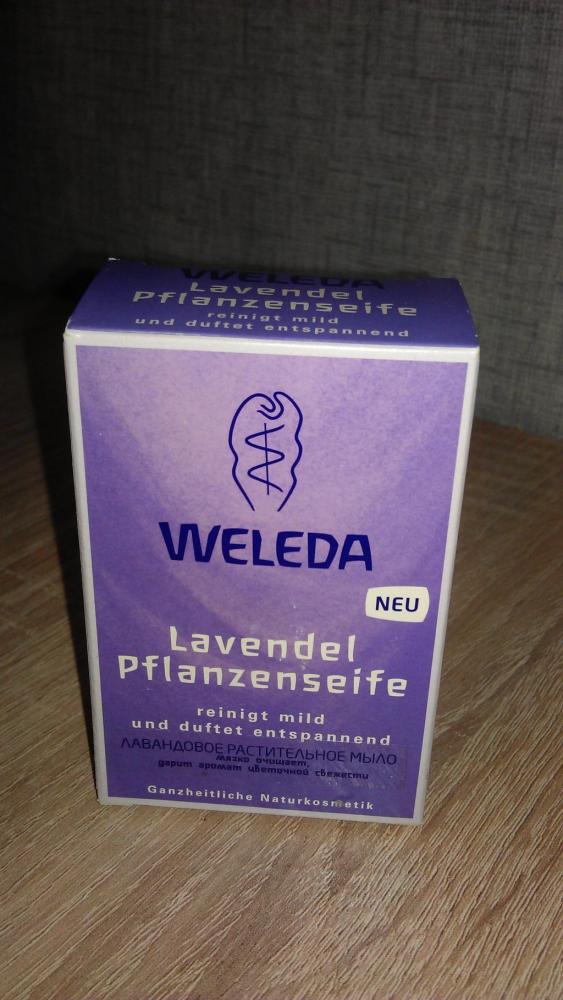 WELEDA
Lavendel
Pflanzenseife
reinigt mild
und duftet entspannend
WELEDA
NEU
Lavendel
Pflanzenseife
reinigt mild
und duftet entspannend
ЛАВАНДОВОЕ РАСТИТЕЛЬНОЕ МЫЛО
мягко очищает,
дарит аромат цветочной свежести
Ganzheitliche Naturkosmetik